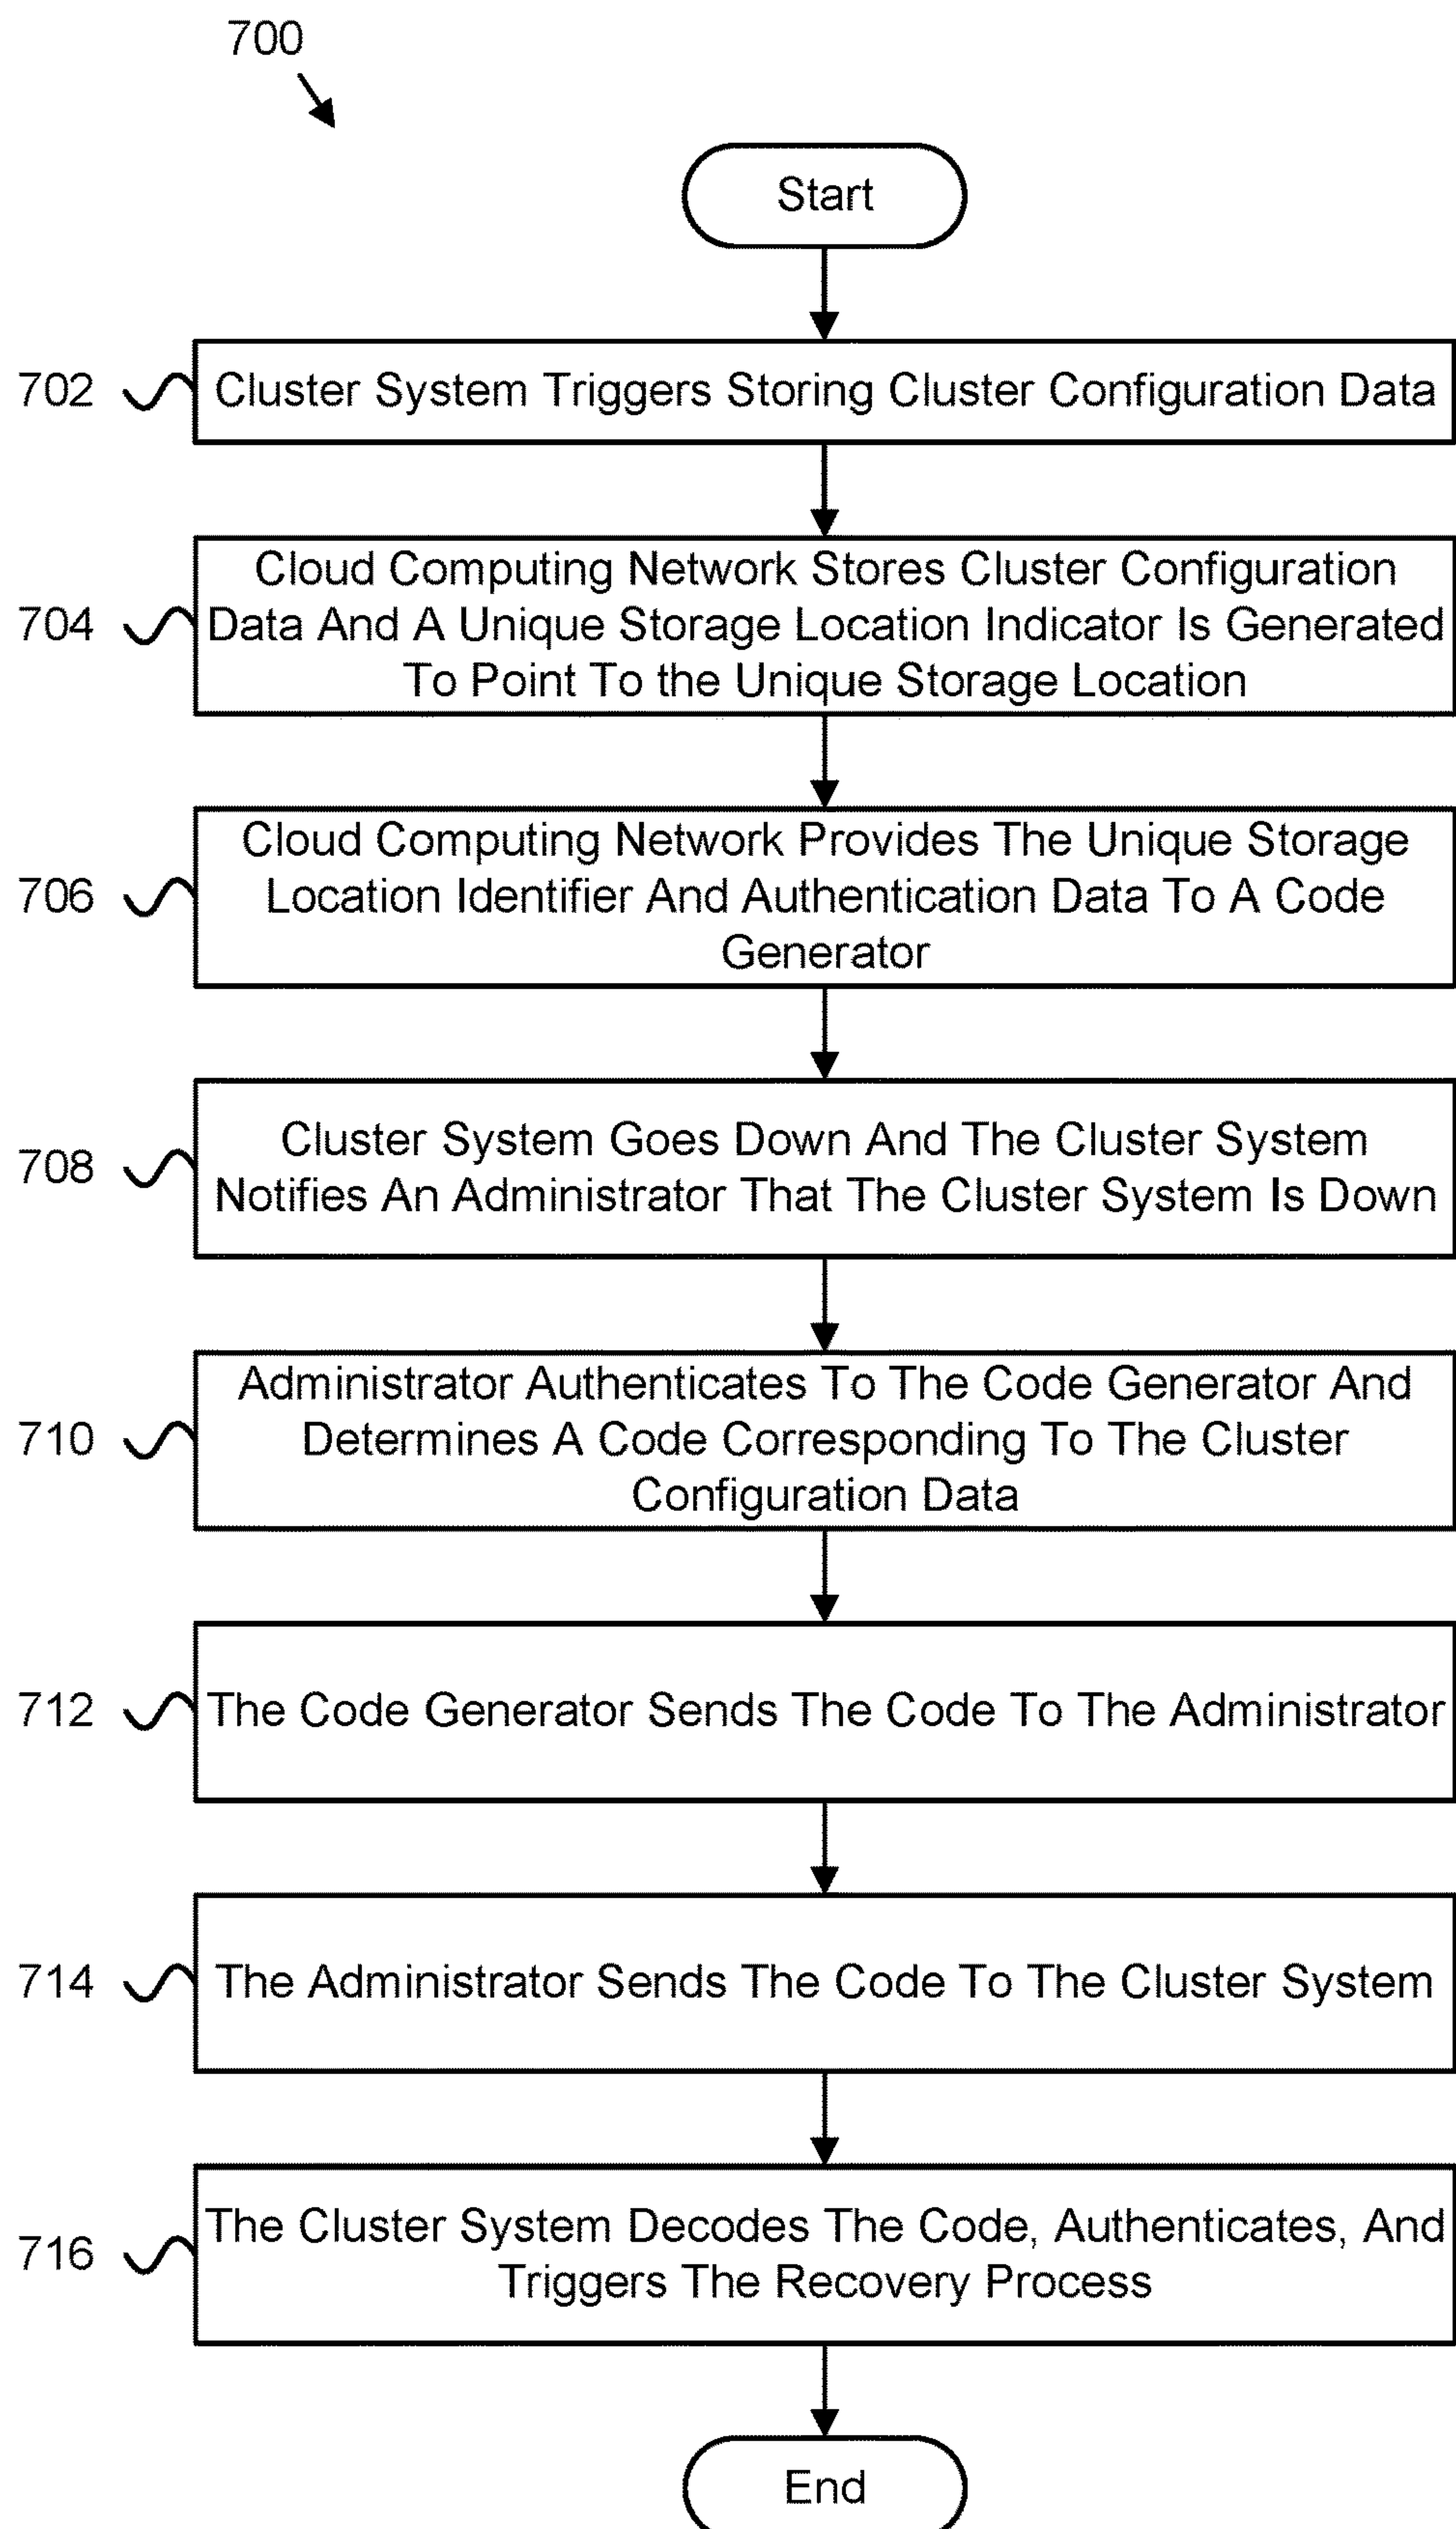 700
Start
702
Cluster System Triggers Storing Cluster Configuration Data
704
Cloud Computing Network Stores Cluster Configuration
Data And A Unique Storage Location Indicator Is Generated
To Point To the Unique Storage Location
706
Cloud Computing Network Provides The Unique Storage
Location Identifier And Authentication Data To A Code
Generator
708
Cluster System Goes Down And The Cluster System
Notifies An Administrator That The Cluster System Is Down
710
Administrator Authenticates To The Code Generator And
Determines A Code Corresponding To The Cluster
Configuration Data
712
The Code Generator Sends The Code To The Administrator
714
The Administrator Sends The Code To The Cluster System
716
The Cluster System Decodes The Code, Authenticates, And
Triggers The Recovery Process
End